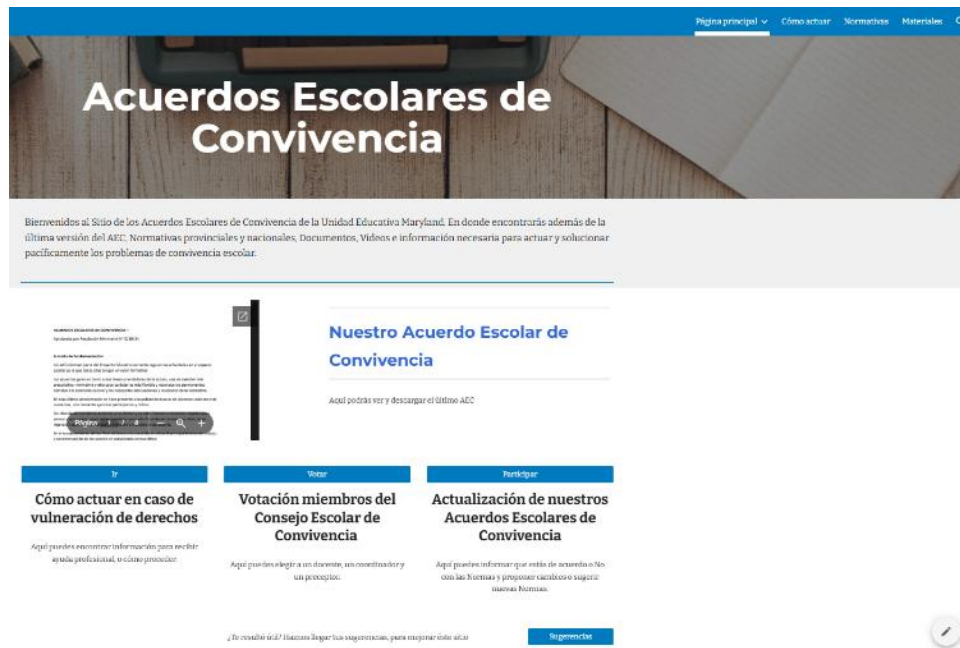 Página principal Cómo actuar Normativas Materiales
Acuerdos Escolares de
Convivencia
Bienvenidos al Sitio de los Acuerdos Escolares de Convivencia de la Unidad Educativa Maryland. En donde encontrarás además de la
última versión del AEC, Normativas provinciales y nacionales, Documentos, Videos e información necesaria para actuar y solucionar
pacíficamente los problemas de convivencia escolar.
Nuestro Acuerdo Escolar de
Convivencia
Aquí podrás ver y descargar el último AEC
Página 1 / 8
Ir
Cómo actuar en caso de
vulneración de derechos
Aquí puedes encontrar información para recibir
ayuda profesional, o cómo proceder.
Votar
Votación miembros del
Consejo Escolar de
Convivencia
Aquí puedes elegir a un docente, un coordinador y
un preceptor.
Participar
Actualización de nuestros
Acuerdos Escolares de
Convivencia
Aquí puedes informar que estás de acuerdo o No
con las Normas y proponer cambios o sugerir
nuevas Normas.
¿Te resultó útil? Haznos llegar tus sugerencias, para mejorar éste sitio
Sugerencias